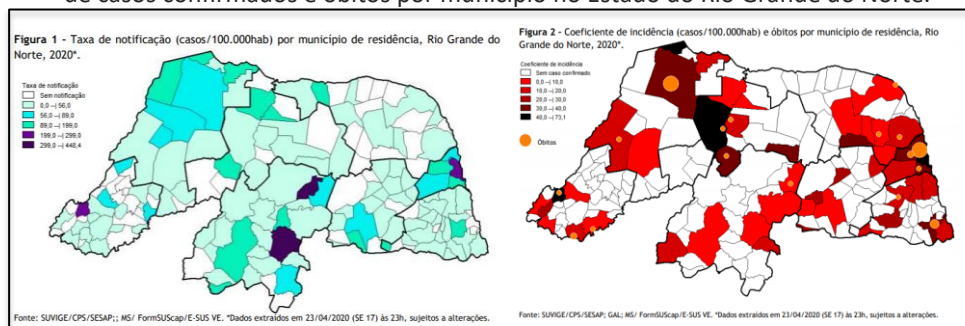 de casos confirmados e óbitos por município no Estado do Rio Grande do Norte.
Figura 1 - Taxa de notificação (casos/100.000hab) por município de residência, Rio Grande do
Norte, 2020*.
Taxa de notificação
Sem notificação
0,0 --| 56,0
56,0 --| 89,0
89,0 --| 199,0
199,0 --| 299,0
299,0 --| 448,4
Fonte: SUVIGE/CPS/SESAP;; MS/ FormSUScap/E-SUS VE. *Dados extraídos em 23/04/2020 (SE 17) às 23h, sujeitos a alterações.
Figura 2 - Coeficiente de incidência (casos/100.000hab) e óbitos por município de residência, Rio
Grande do Norte, 2020*.
Coeficiente de incidência
Sem caso confirmado
0,0 --| 10,0
10,0 --| 20,0
20,0 --| 30,0
30,0 --| 40,0
40,0 --| 73,1
Óbitos
Fonte: SUVIGE/CPS/SESAP; GAL; MS/ FormSUScap/E-SUS VE. *Dados extraídos em 23/04/2020 (SE 17) às 23h, sujeitos a alterações.